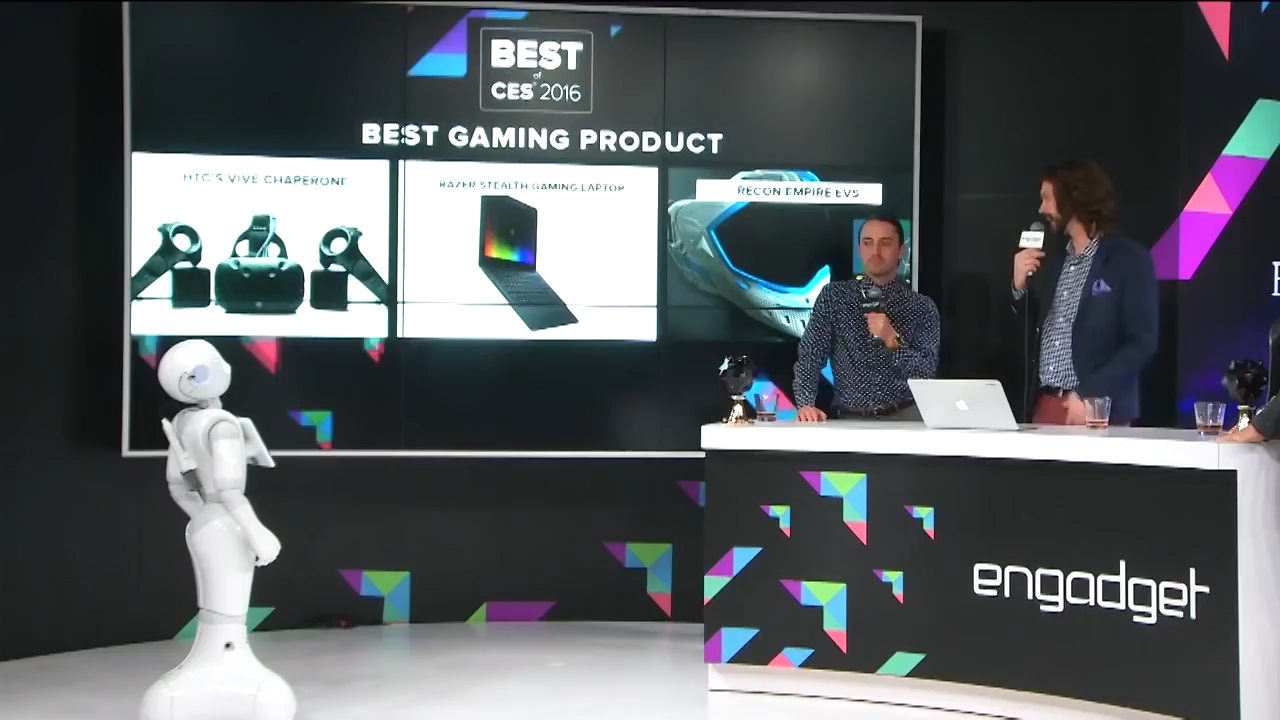 BEST
of
CES 2016
BEST GAMING PRODUCT
HTC'S VIVE CHAPERONE
RAZER STEALTH GAMING LAPTOP
RECON EMPIRE EVS
engadget